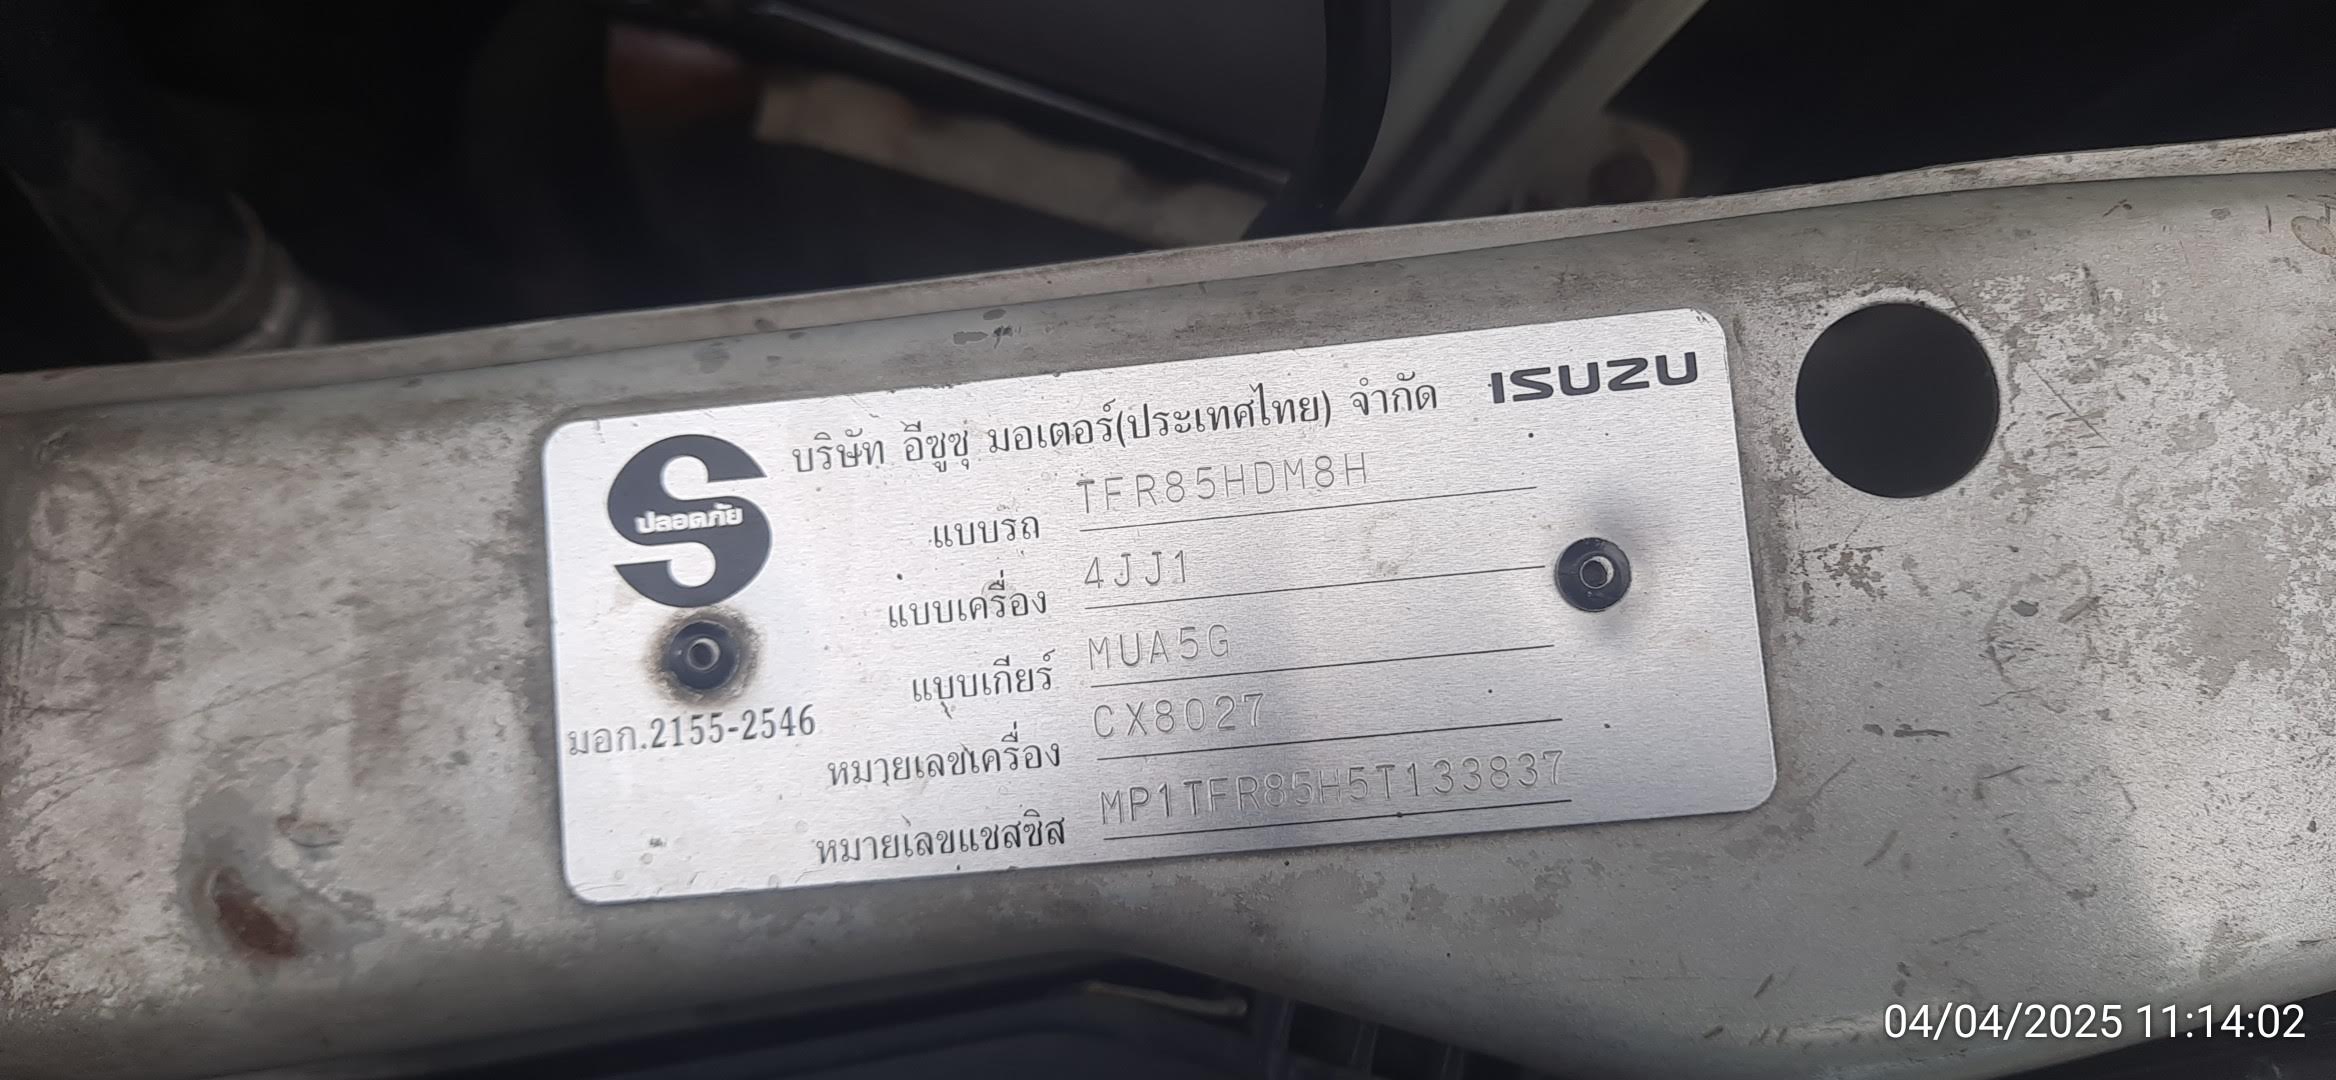 บริษัท อีซูซุ มอเตอร์(ประเทศไทย) จำกัด ISUZU
ปลอดภัย
แบบรถ TFR85HDM8H
แบบเครื่อง 4JJ1
แบบเกียร์ MUA5G
มอก.2155-2546
หมายเลขเครื่อง CX8027
หมายเลขแชสซิส MP1TFR85H5T133837
04/04/2025 11:14:02